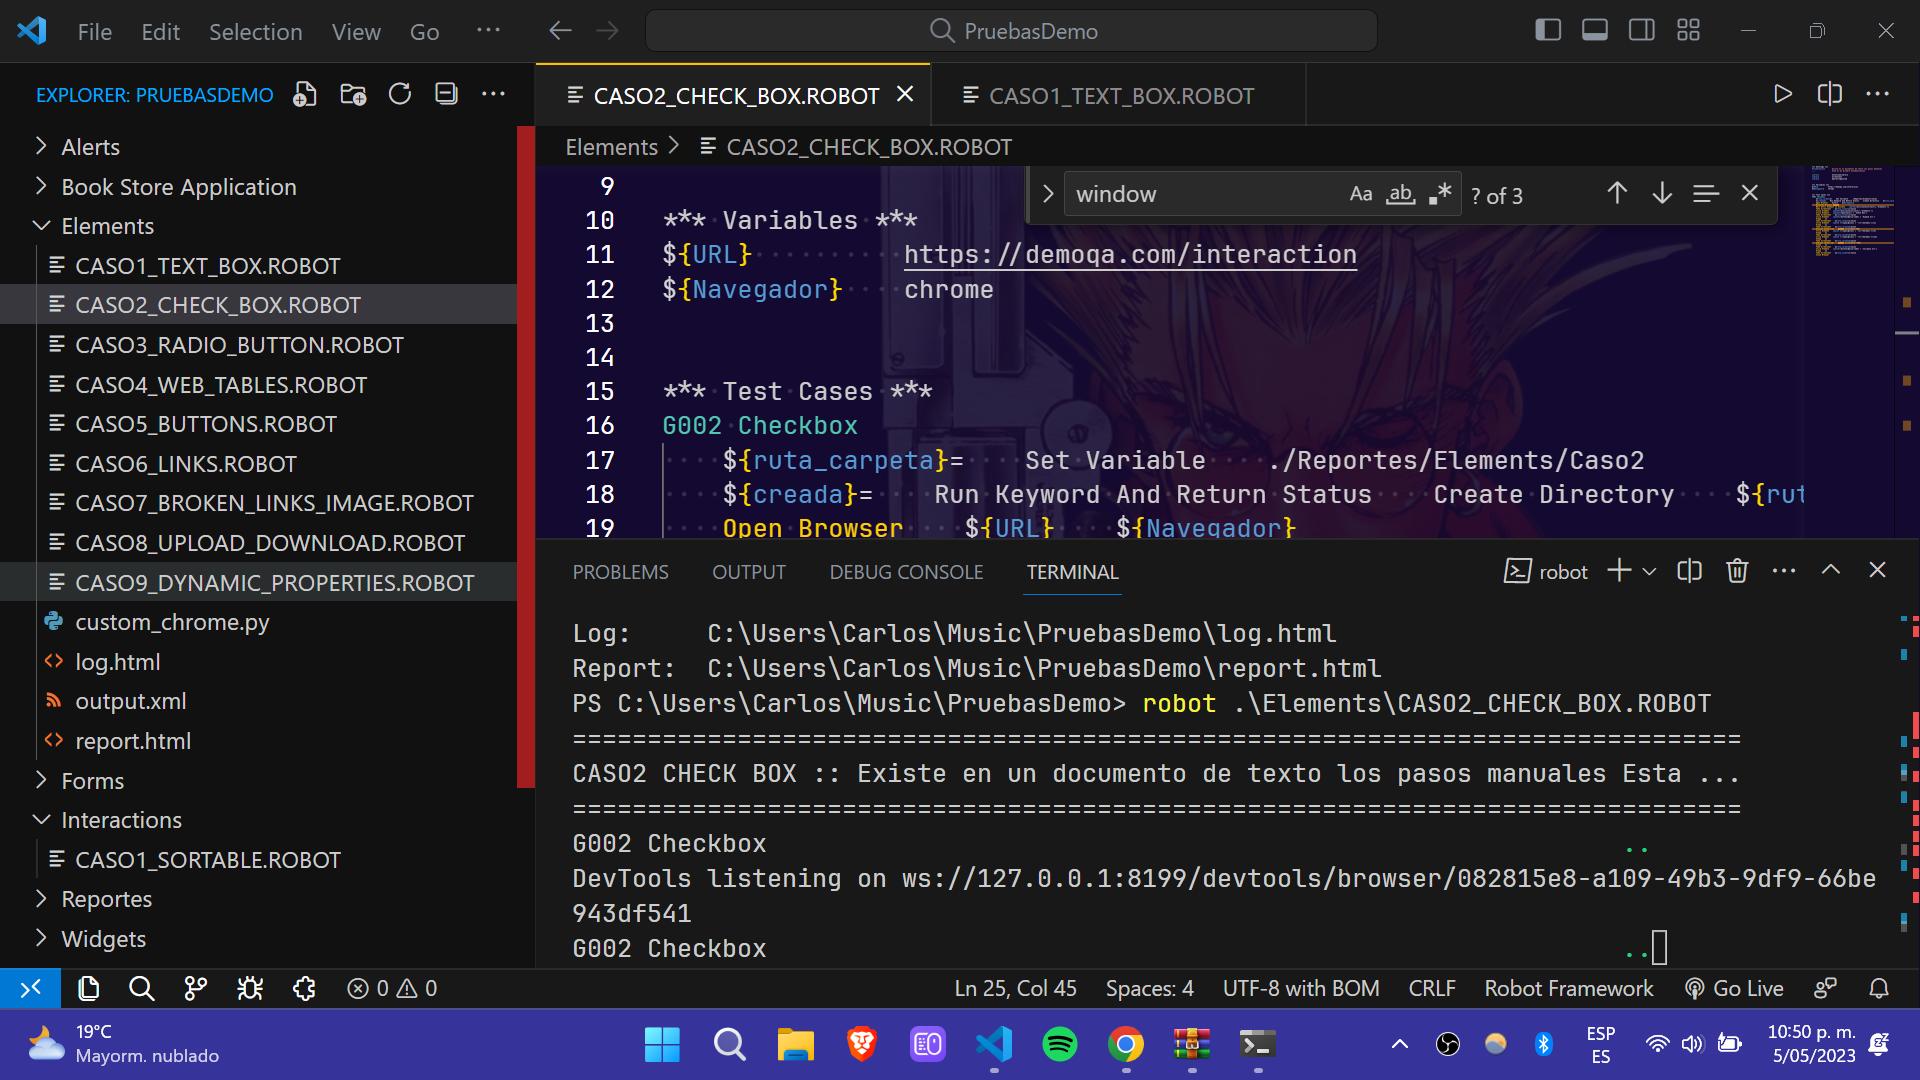 File Edit Selection View Go ... PruebasDemo
EXPLORER: PRUEBASDEMO
Alerts
Book Store Application
Elements
CASO1_TEXT_BOX.ROBOT
CASO2_CHECK_BOX.ROBOT
CASO3_RADIO_BUTTON.ROBOT
CASO4_WEB_TABLES.ROBOT
CASO5_BUTTONS.ROBOT
CASO6_LINKS.ROBOT
CASO7_BROKEN_LINKS_IMAGE.ROBOT
CASO8_UPLOAD_DOWNLOAD.ROBOT
CASO9_DYNAMIC_PROPERTIES.ROBOT
custom_chrome.py
log.html
output.xml
report.html
Forms
Interactions
CASO1_SORTABLE.ROBOT
Reportes
Widgets
CASO2_CHECK_BOX.ROBOT CASO1_TEXT_BOX.ROBOT
Elements > CASO2_CHECK_BOX.ROBOT
window Aa ab .* ? of 3
9
10 *** Variables ***
11 ${URL} https://demoqa.com/interaction
12 ${Navegador} chrome
13
14
15 *** Test Cases ***
16 G002 Checkbox
17 ${ruta_carpeta}= Set Variable ./Reportes/Elements/Caso2
18 ${creada}= Run Keyword And Return Status Create Directory ${rut
19 Open Browser ${URL} ${Navegador}
PROBLEMS OUTPUT DEBUG CONSOLE TERMINAL robot
Log: C:\Users\Carlos\Music\PruebasDemo\log.html
Report: C:\Users\Carlos\Music\PruebasDemo\report.html
PS C:\Users\Carlos\Music\PruebasDemo> robot .\Elements\CASO2_CHECK_BOX.ROBOT
==============================================================================
CASO2 CHECK BOX :: Existe en un documento de texto los pasos manuales Esta ...
==============================================================================
G002 Checkbox ..
DevTools listening on ws://127.0.0.1:8199/devtools/browser/082815e8-a109-49b3-9df9-66be
943df541
G002 Checkbox ..
0 0 Ln 25, Col 45 Spaces: 4 UTF-8 with BOM CRLF Robot Framework Go Live
19°C
Mayorm. nublado
ESP
ES
10:50 p. m.
5/05/2023